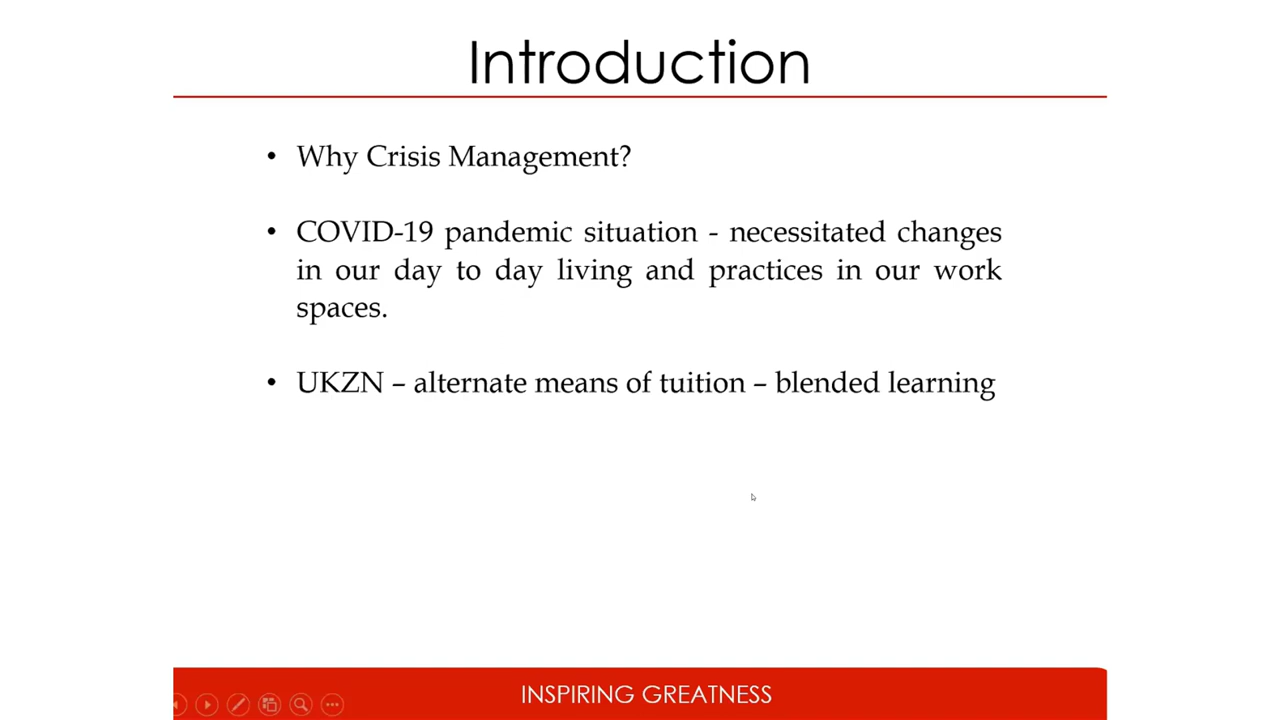 Introduction
• Why Crisis Management?
• COVID-19 pandemic situation - necessitated changes
in our day to day living and practices in our work
spaces.
• UKZN – alternate means of tuition – blended learning
INSPIRING GREATNESS